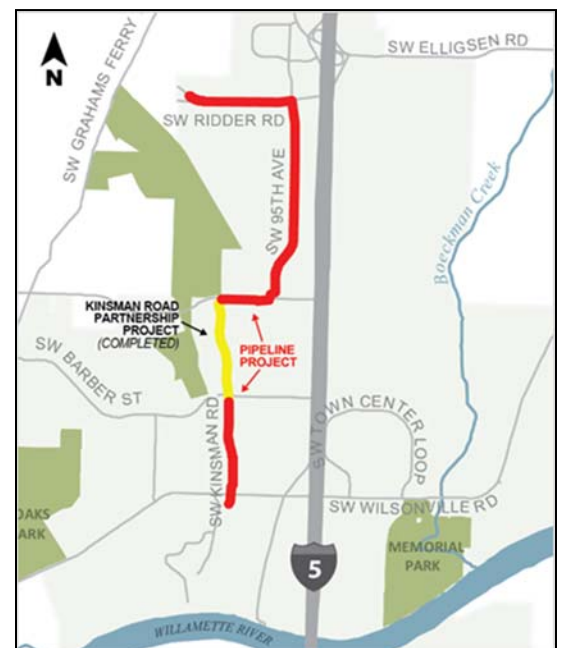 N
SW ELLIGSEN RD
SW GRAHAMS FERRY
SW RIDDER RD
SW 95TH AVE
Boeckman Creek
KINSMAN ROAD
PARTNERSHIP
PROJECT
(COMPLETED)
PIPELINE
PROJECT
SW BARBER ST
SW TOWN CENTER LOOP
SW KINSMAN RD
SW WILSONVILLE RD
OAKS
ARK
MEMORIAL
PARK
5
WILLAMETTE RIVER